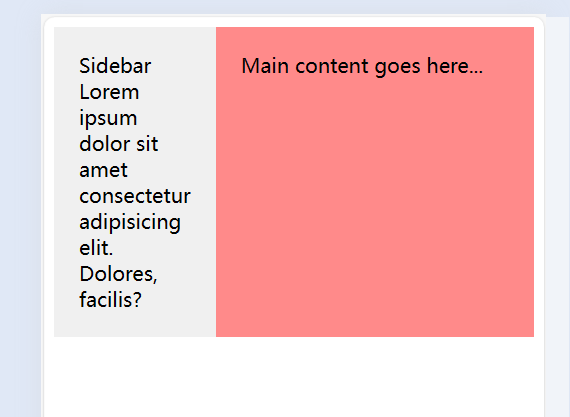 Sidebar
Lorem
ipsum
dolor sit
amet
consectetur
adipisicing
elit.
Dolores,
facilis?
Main content goes here...